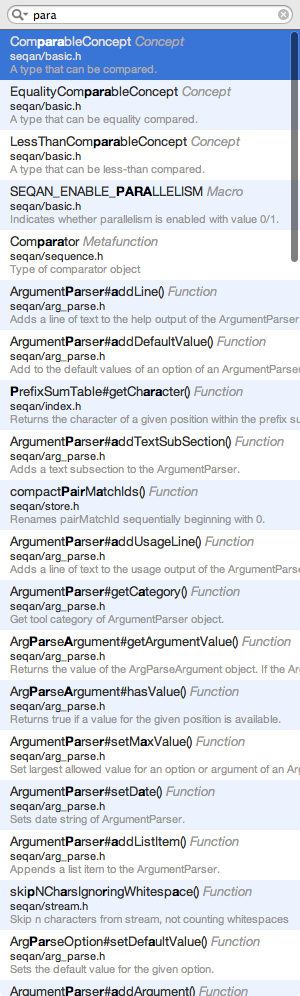 para
ComparableConcept Concept
seqan/basic.h
A type that can be compared.
EqualityComparableConcept Concept
seqan/basic.h
A type that can be equality compared.
LessThanComparableConcept Concept
seqan/basic.h
A type that can be less-than compared.
SEQAN_ENABLE_PARALLELISM Macro
seqan/basic.h
Indicates whether parallelism is enabled with value 0/1.
Comparator Metafunction
seqan/sequence.h
Type of comparator object
ArgumentParser#addLine() Function
seqan/arg_parse.h
Adds a line of text to the help output of the ArgumentParser
ArgumentParser#addDefaultValue() Function
seqan/arg_parse.h
Add to the default values of an option of an ArgumentParser
PrefixSumTable#getCharacter() Function
seqan/index.h
Returns the character of a given position within the prefix su
ArgumentParser#addTextSubSection() Function
seqan/arg_parse.h
Adds a text subsection to the ArgumentParser.
compactPairMatchIds() Function
seqan/store.h
Renames pairMatchId sequentially beginning with 0.
ArgumentParser#addUsageLine() Function
seqan/arg_parse.h
Adds a line of text to the usage output of the ArgumentParse
ArgumentParser#getCategory() Function
seqan/arg_parse.h
Get tool category of ArgumentParser object.
ArgParseArgument#getArgumentValue() Function
seqan/arg_parse.h
Returns the value of the ArgParseArgument object. If the Ar
ArgParseArgument#hasValue() Function
seqan/arg_parse.h
Returns true if a value for the given position is available.
ArgumentParser#setMaxValue() Function
seqan/arg_parse.h
Set largest allowed value for an option or argument of an Arg
ArgumentParser#setDate() Function
seqan/arg_parse.h
Sets date string of ArgumentParser.
ArgumentParser#addListItem() Function
seqan/arg_parse.h
Appends a list item to the ArgumentParser.
skipNCharsIgnoringWhitespace() Function
seqan/stream.h
Skip n characters from stream, not counting whitespaces
ArgParseOption#setDefaultValue() Function
seqan/arg_parse.h
Sets the default value for the given option.
ArgumentParser#addArgument() Function